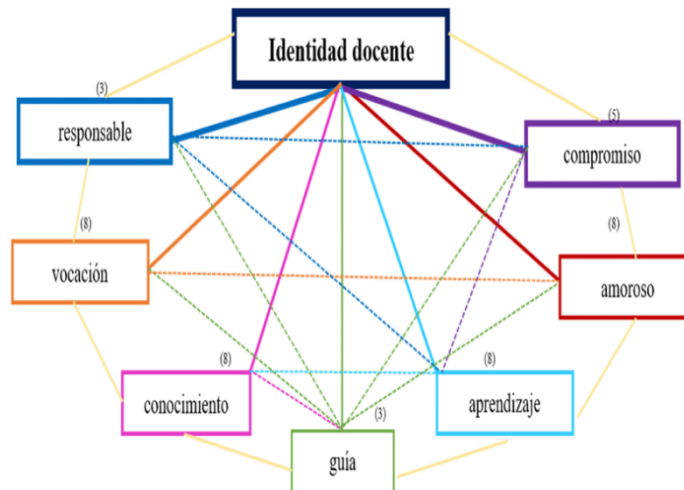 Identidad docente
(3)
responsable
(5)
compromiso
(8)
vocación
(8)
amoroso
(8)
conocimiento
(8)
aprendizaje
(3)
guía